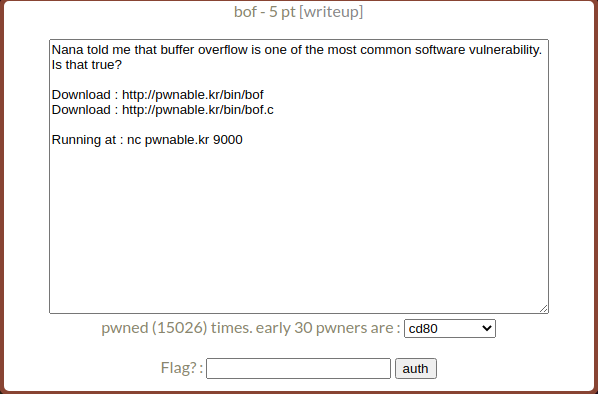 bof - 5 pt [writeup]
Nana told me that buffer overflow is one of the most common software vulnerability.
Is that true?
Download : http://pwnable.kr/bin/bof
Download : http://pwnable.kr/bin/bof.c
Running at : nc pwnable.kr 9000
pwned (15026) times. early 30 pwners are : cd80
Flag? : auth